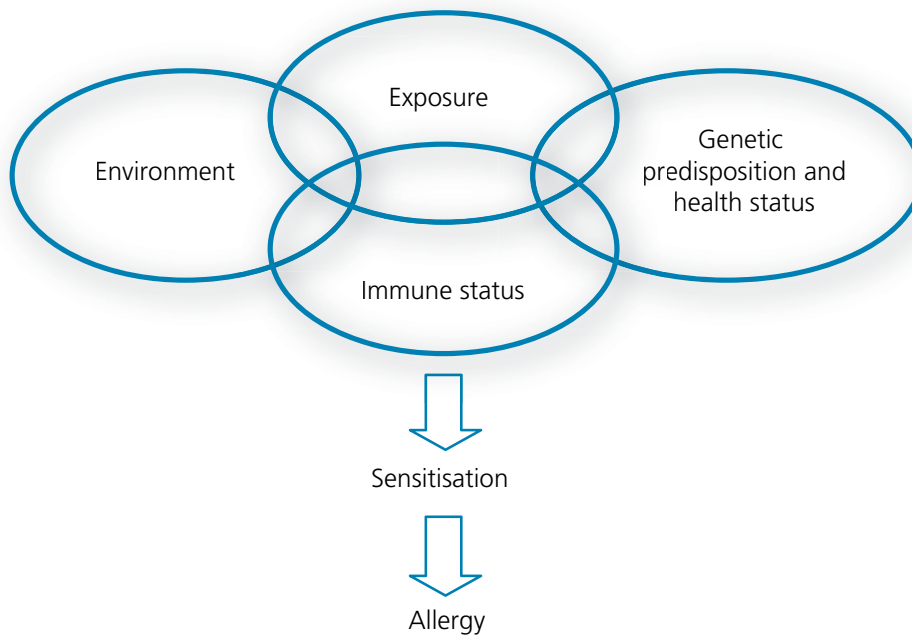 Exposure
Environment
Genetic
predisposition and
health status
Immune status
Sensitisation
Allergy